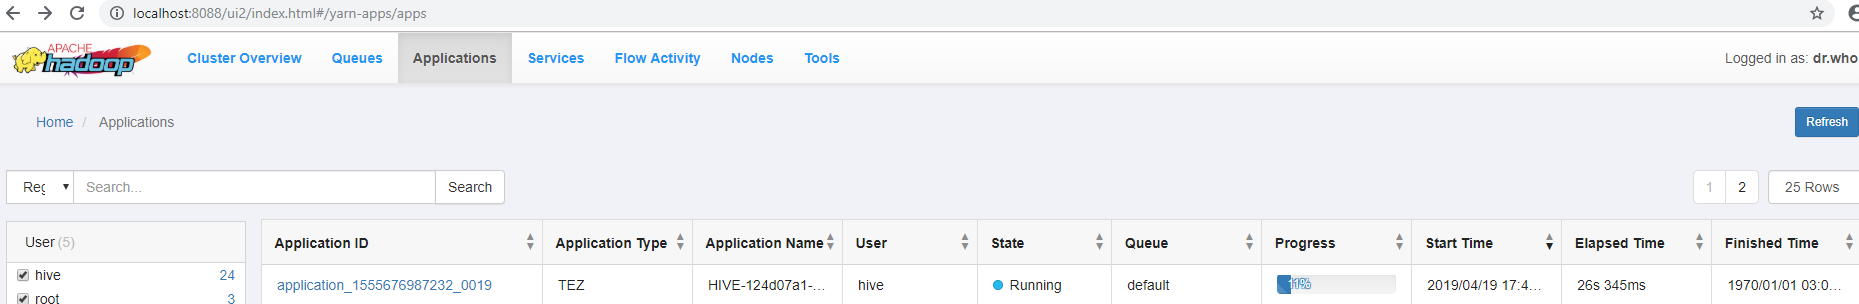 localhost:8088/ui2/index.html#/yarn-apps/apps
APACHE
hadoop
Cluster Overview Queues Applications Services Flow Activity Nodes Tools Logged in as: dr.who
Home / Applications
Refresh
Search... Search 1 2 25 Rows
User (5)
Application ID Application Type Application Name User State Queue Progress Start Time Elapsed Time Finished Time
hive 24
application_1555676987232_0019 TEZ HIVE-124d07a1-... hive Running default 11% 2019/04/19 17:4... 26s 345ms 1970/01/01 03:0...
root 3